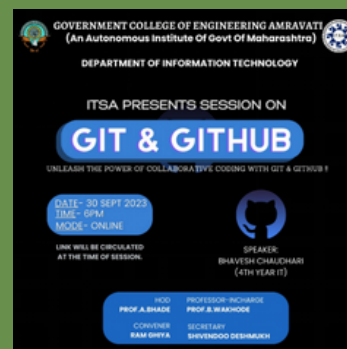 GOVERNMENT COLLEGE OF ENGINEERING AMRAVATI
(An Autonomous Institute Of Govt Of Maharashtra)
DEPARTMENT OF INFORMATION TECHNOLOGY
ITSA PRESENTS SESSION ON
GIT & GITHUB
UNLEASH THE POWER OF COLLABORATIVE CODING WITH GIT & GITHUB !!
DATE- 30 SEPT 2023
TIME- 6PM
MODE- ONLINE
LINK WILL BE CIRCULATED
AT THE TIME OF SESSION.
SPEAKER:
BHAVESH CHAUDHARI
(4TH YEAR IT)
HOD
PROF.A.BHADE
PROFESSOR-INCHARGE
PROF.B.WAKHODE
CONVENER
RAM GHIYA
SECRETARY
SHIVENDOO DESHMUKH